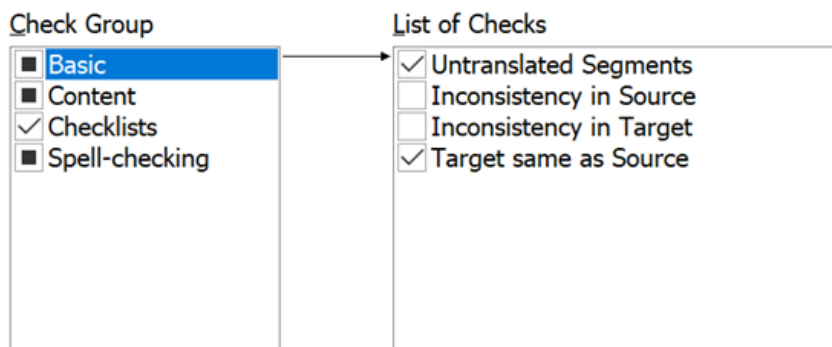 Check Group
Basic
Content
Checklists
Spell-checking
List of Checks
Untranslated Segments
Inconsistency in Source
Inconsistency in Target
Target same as Source